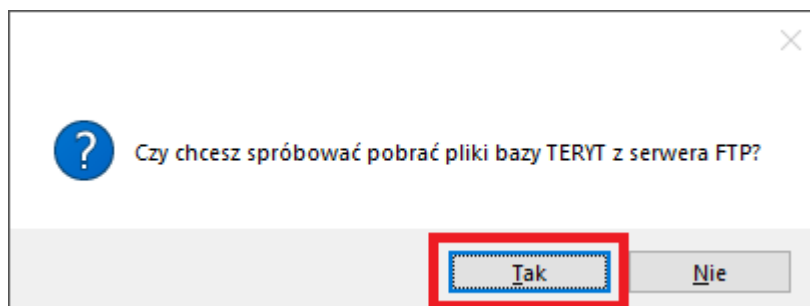 Czy chcesz spróbować pobrać pliki bazy TERYT z serwera FTP?
Tak
Nie